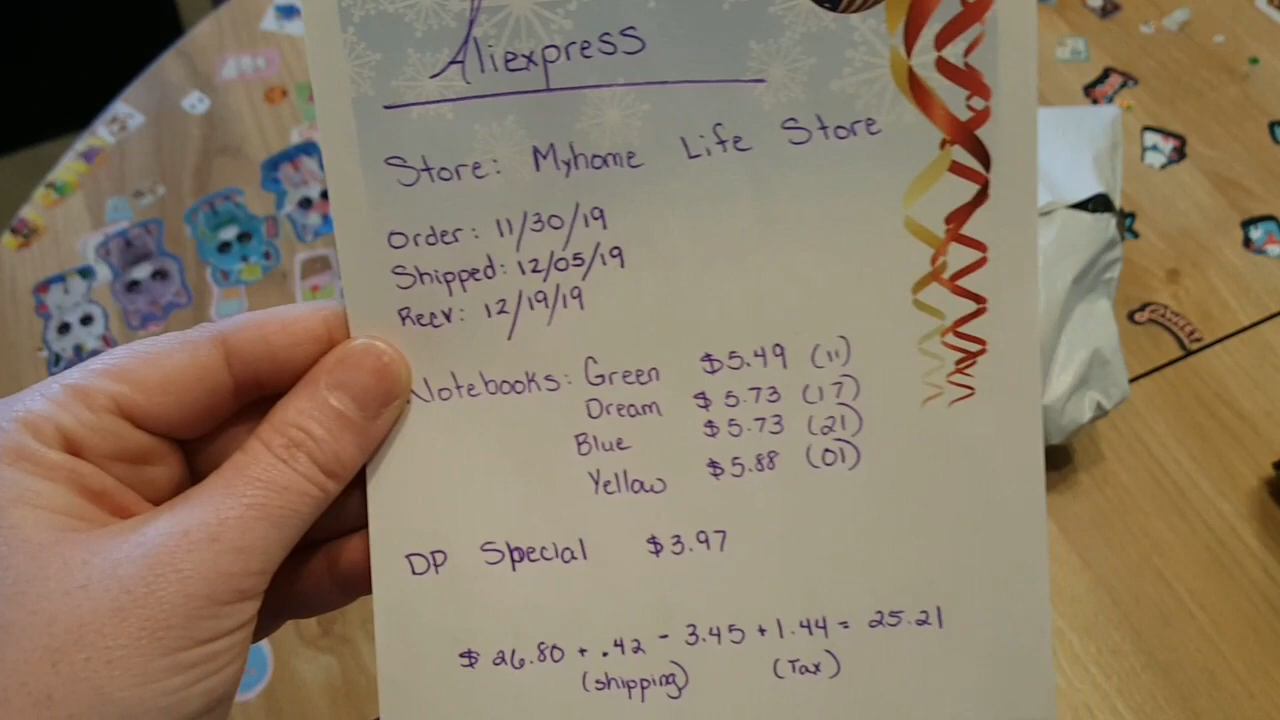 Aliexpress
Store: Myhome Life Store
Order: 11/30/19
Shipped: 12/05/19
Recv: 12/19/19
Notebooks: Green $5.49 (11)
Dream $5.73 (17)
Blue $5.73 (21)
Yellow $5.88 (01)
DP Special $3.97
$26.80 + .42 - 3.45 + 1.44 = 25.21
(shipping) (Tax)
SWEET